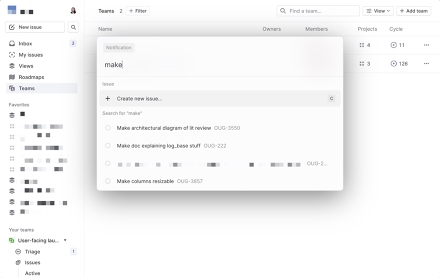 New issue
Inbox
3
My issues
Views
Roadmaps
Teams
Favorites
Your teams
User-facing lau...
Triage
1
Issues
Active
Teams 2 + Filter
Find a team...
View
+ Add team
Name Owners Members Projects Cycle
4 11
3 126
Notification
make
Issue
+ Create new issue... C
Search for "make"
Make architectural diagram of lit review OUG-3550
Make doc explaining log_base stuff OUG-222
OUG-2...
Make columns resizable OUG-3857